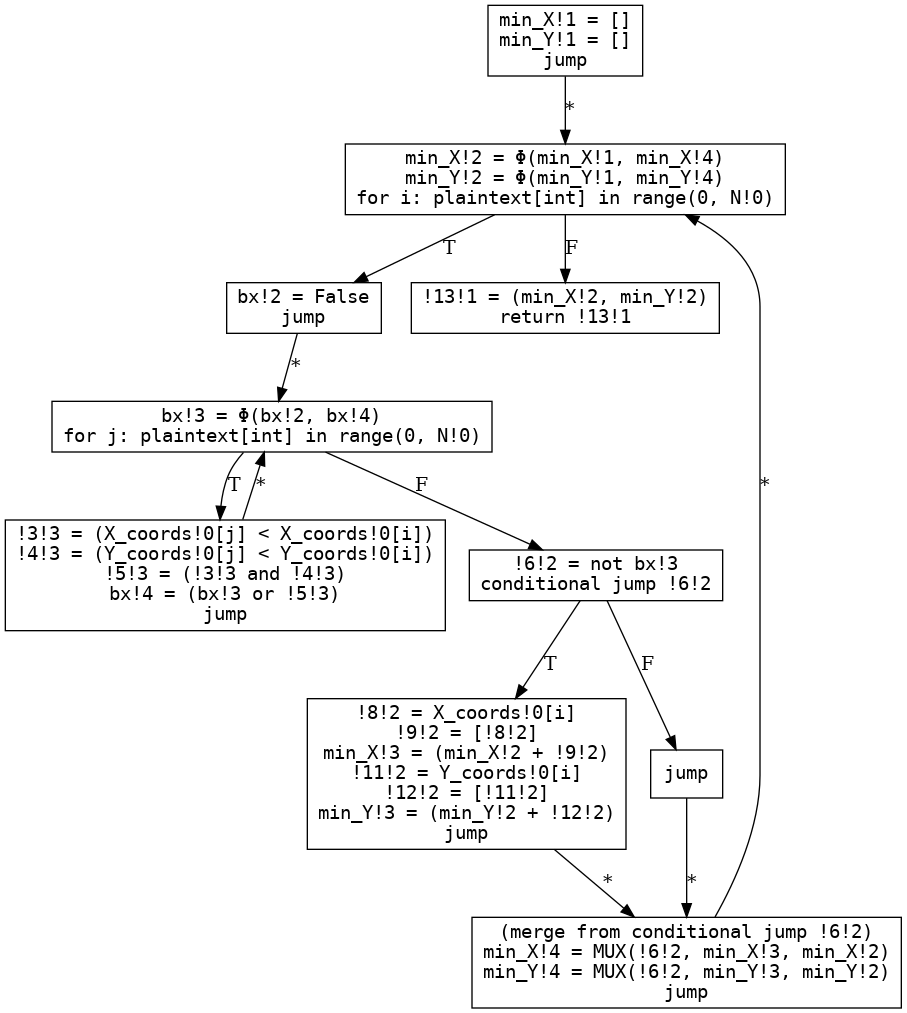 min_X!1 = []
min_Y!1 = []
jump
*
min_X!2 = Φ(min_X!1, min_X!4)
min_Y!2 = Φ(min_Y!1, min_Y!4)
for i: plaintext[int] in range(0, N!0)
T
F
bx!2 = False
jump
!13!1 = (min_X!2, min_Y!2)
return !13!1
*
bx!3 = Φ(bx!2, bx!4)
for j: plaintext[int] in range(0, N!0)
T
*
F
*
!3!3 = (X_coords!0[j] < X_coords!0[i])
!4!3 = (Y_coords!0[j] < Y_coords!0[i])
!5!3 = (!3!3 and !4!3)
bx!4 = (bx!3 or !5!3)
jump
!6!2 = not bx!3
conditional jump !6!2
T
F
!8!2 = X_coords!0[i]
!9!2 = [!8!2]
min_X!3 = (min_X!2 + !9!2)
!11!2 = Y_coords!0[i]
!12!2 = [!11!2]
min_Y!3 = (min_Y!2 + !12!2)
jump
jump
*
*
(merge from conditional jump !6!2)
min_X!4 = MUX(!6!2, min_X!3, min_X!2)
min_Y!4 = MUX(!6!2, min_Y!3, min_Y!2)
jump